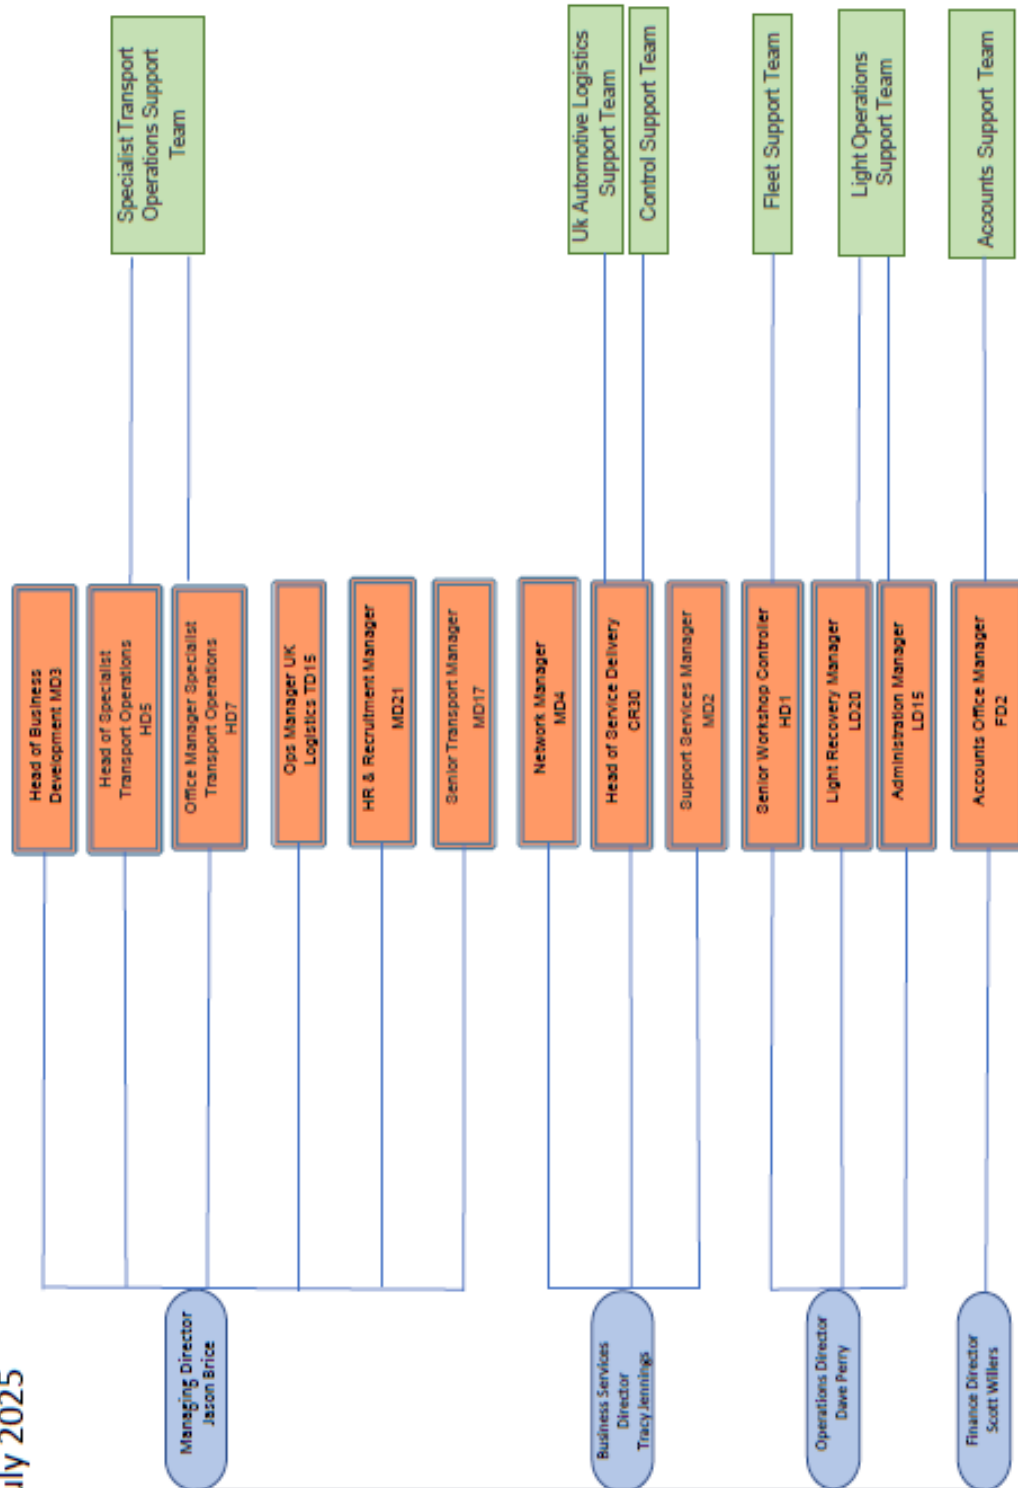 July 2025
Managing Director
Jason Brice
Business Services
Director
Tracy Jennings
Operations Director
Dave Perry
Finance Director
Scott Willers
Head of Business
Development MD3
Head of Specialist
Transport Operations
HD5
Office Manager Specialist
Transport Operations
HD7
Ops Manager UK
Logistics TD15
HR & Recruitment Manager
MD21
Senior Transport Manager
MD17
Network Manager
MD4
Head of Service Delivery
CR30
Support Services Manager
MD2
Senior Workshop Controller
HD1
Light Recovery Manager
LD20
Administration Manager
LD15
Accounts Office Manager
FD2
Specialist Transport
Operations Support
Team
Uk Automotive Logistics
Support Team
Control Support Team
Fleet Support Team
Light Operations
Support Team
Accounts Support Team